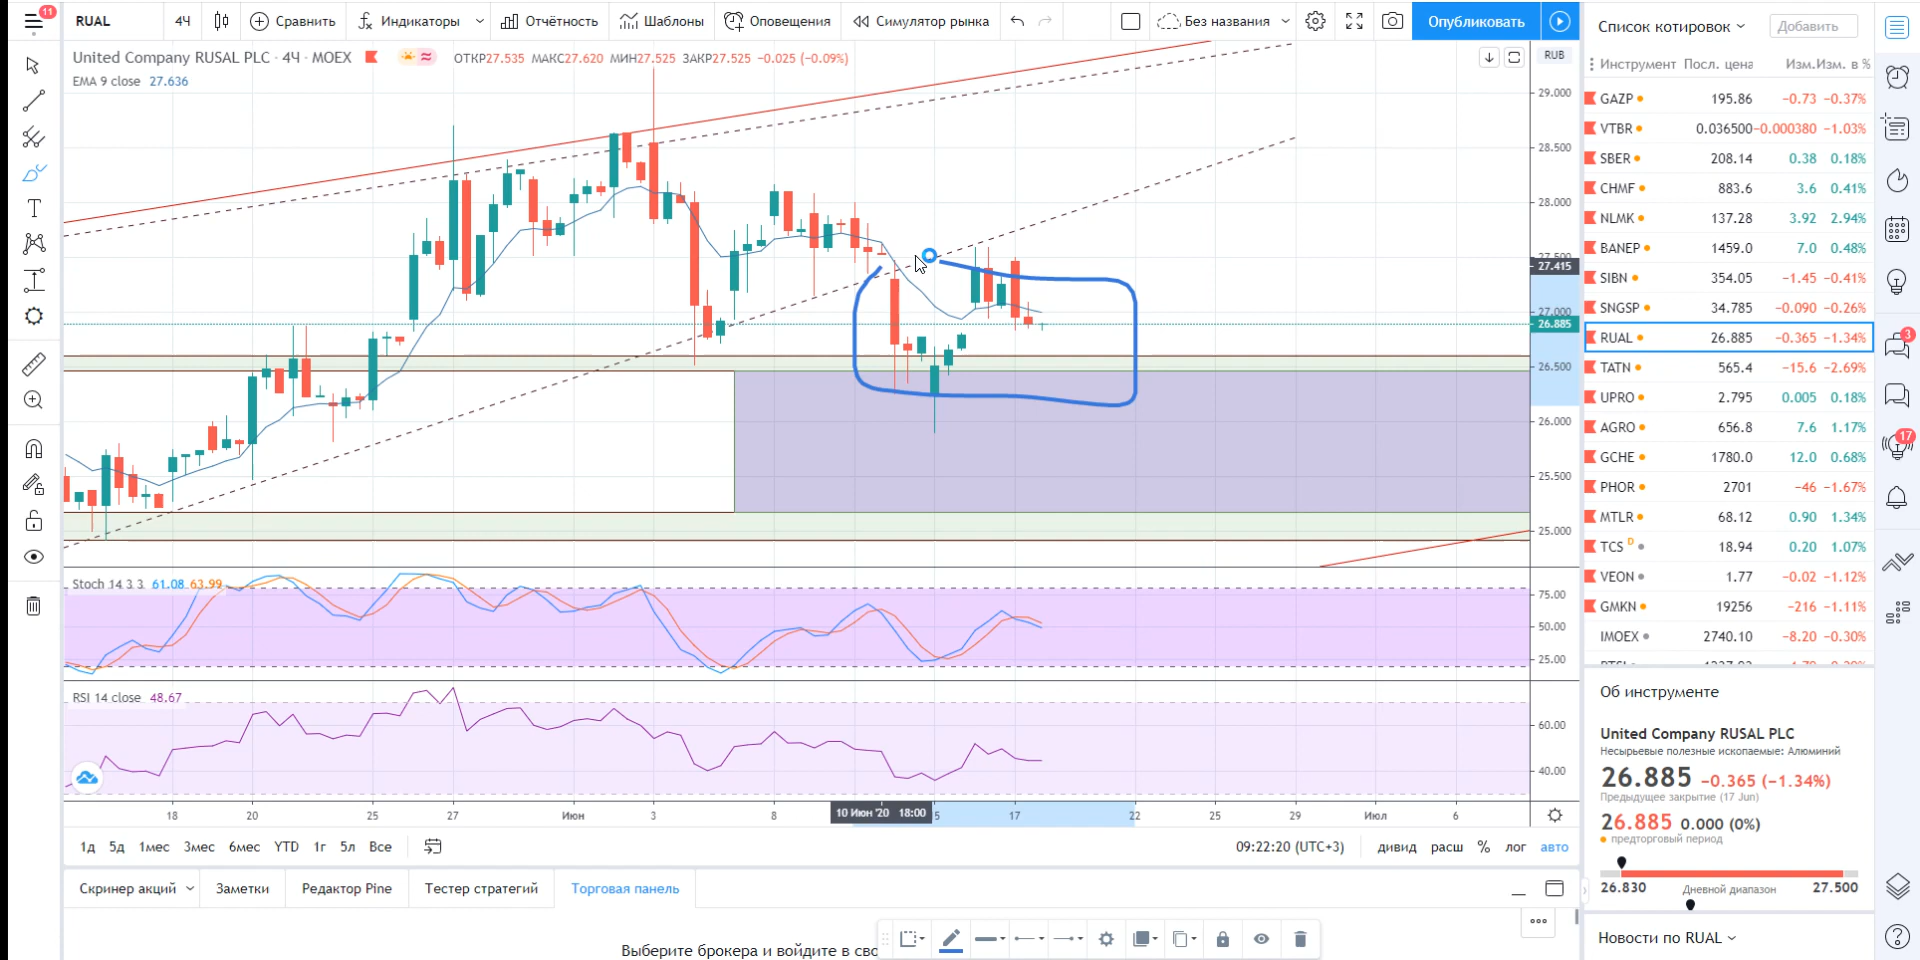 11
RUAL
4Ч
Сравнить
Индикаторы
Отчётность
Шаблоны
Оповещения
Симулятор рынка
Без названия
Опубликовать
United Company RUSAL PLC · 4Ч · MOEX
ОТКР27.535 МАКС27.620 МИН27.525 ЗАКР27.525 −0.025 (−0.09%)
EMA 9 close 27.636
RUB
29.000
28.500
28.000
27.415
27.000
26.885
26.500
26.000
25.500
25.000
Stoch 14 3 3 61.08 63.99
75.00
50.00
25.00
RSI 14 close 48.67
60.00
40.00
18 20 25 27 Июн 3 8 10 Июн '20 18:00 5 17 22 25 29 Июл 6
1д 5д 1мес 3мес 6мес YTD 1г 5л Все
09:22:20 (UTC+3)
дивид расш % лог авто
Скринер акций
Заметки
Редактор Pine
Тестер стратегий
Торговая панель
Выберите брокера и войдите в сво
Список котировок
Добавить
Инструмент Посл. цена Изм. Изм. в %
GAZP 195.86 −0.73 −0.37%
VTBR 0.036500 −0.000380 −1.03%
SBER 208.14 0.38 0.18%
CHMF 883.6 3.6 0.41%
NLMK 137.28 3.92 2.94%
BANEP 1459.0 7.0 0.48%
SIBN 354.05 −1.45 −0.41%
SNGSP 34.785 −0.090 −0.26%
RUAL 26.885 −0.365 −1.34%
TATN 565.4 −15.6 −2.69%
UPRO 2.795 0.005 0.18%
AGRO 656.8 7.6 1.17%
GCHE 1780.0 12.0 0.68%
PHOR 2701 −46 −1.67%
MTLR 68.12 0.90 1.34%
TCS D 18.94 0.20 1.07%
VEON 1.77 −0.02 −1.12%
GMKN 19256 −216 −1.11%
IMOEX 2740.10 −8.20 −0.30%
Об инструменте
United Company RUSAL PLC
Несырьевые полезные ископаемые: Алюминий
26.885 −0.365 (−1.34%)
Предыдущее закрытие (17 Jun)
26.885 0.000 (0%)
предторговый период
26.830 Дневной диапазон 27.500
Новости по RUAL
3
17